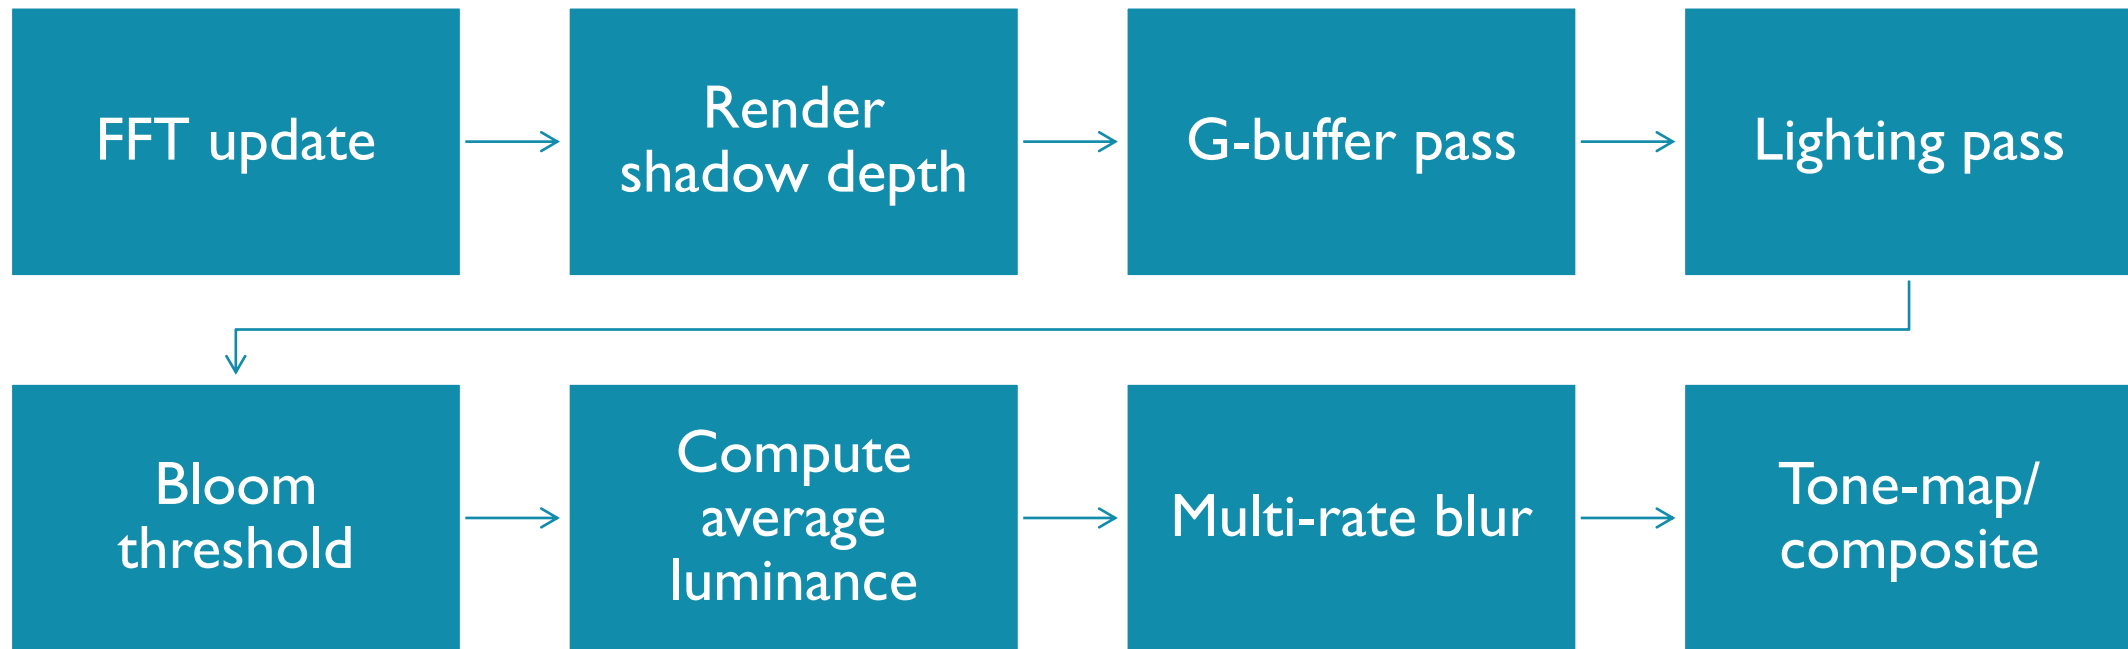 FFT update
Render
shadow depth
G-buffer pass
Lighting pass
Bloom
threshold
Compute
average
luminance
Multi-rate blur
Tone-map/
composite